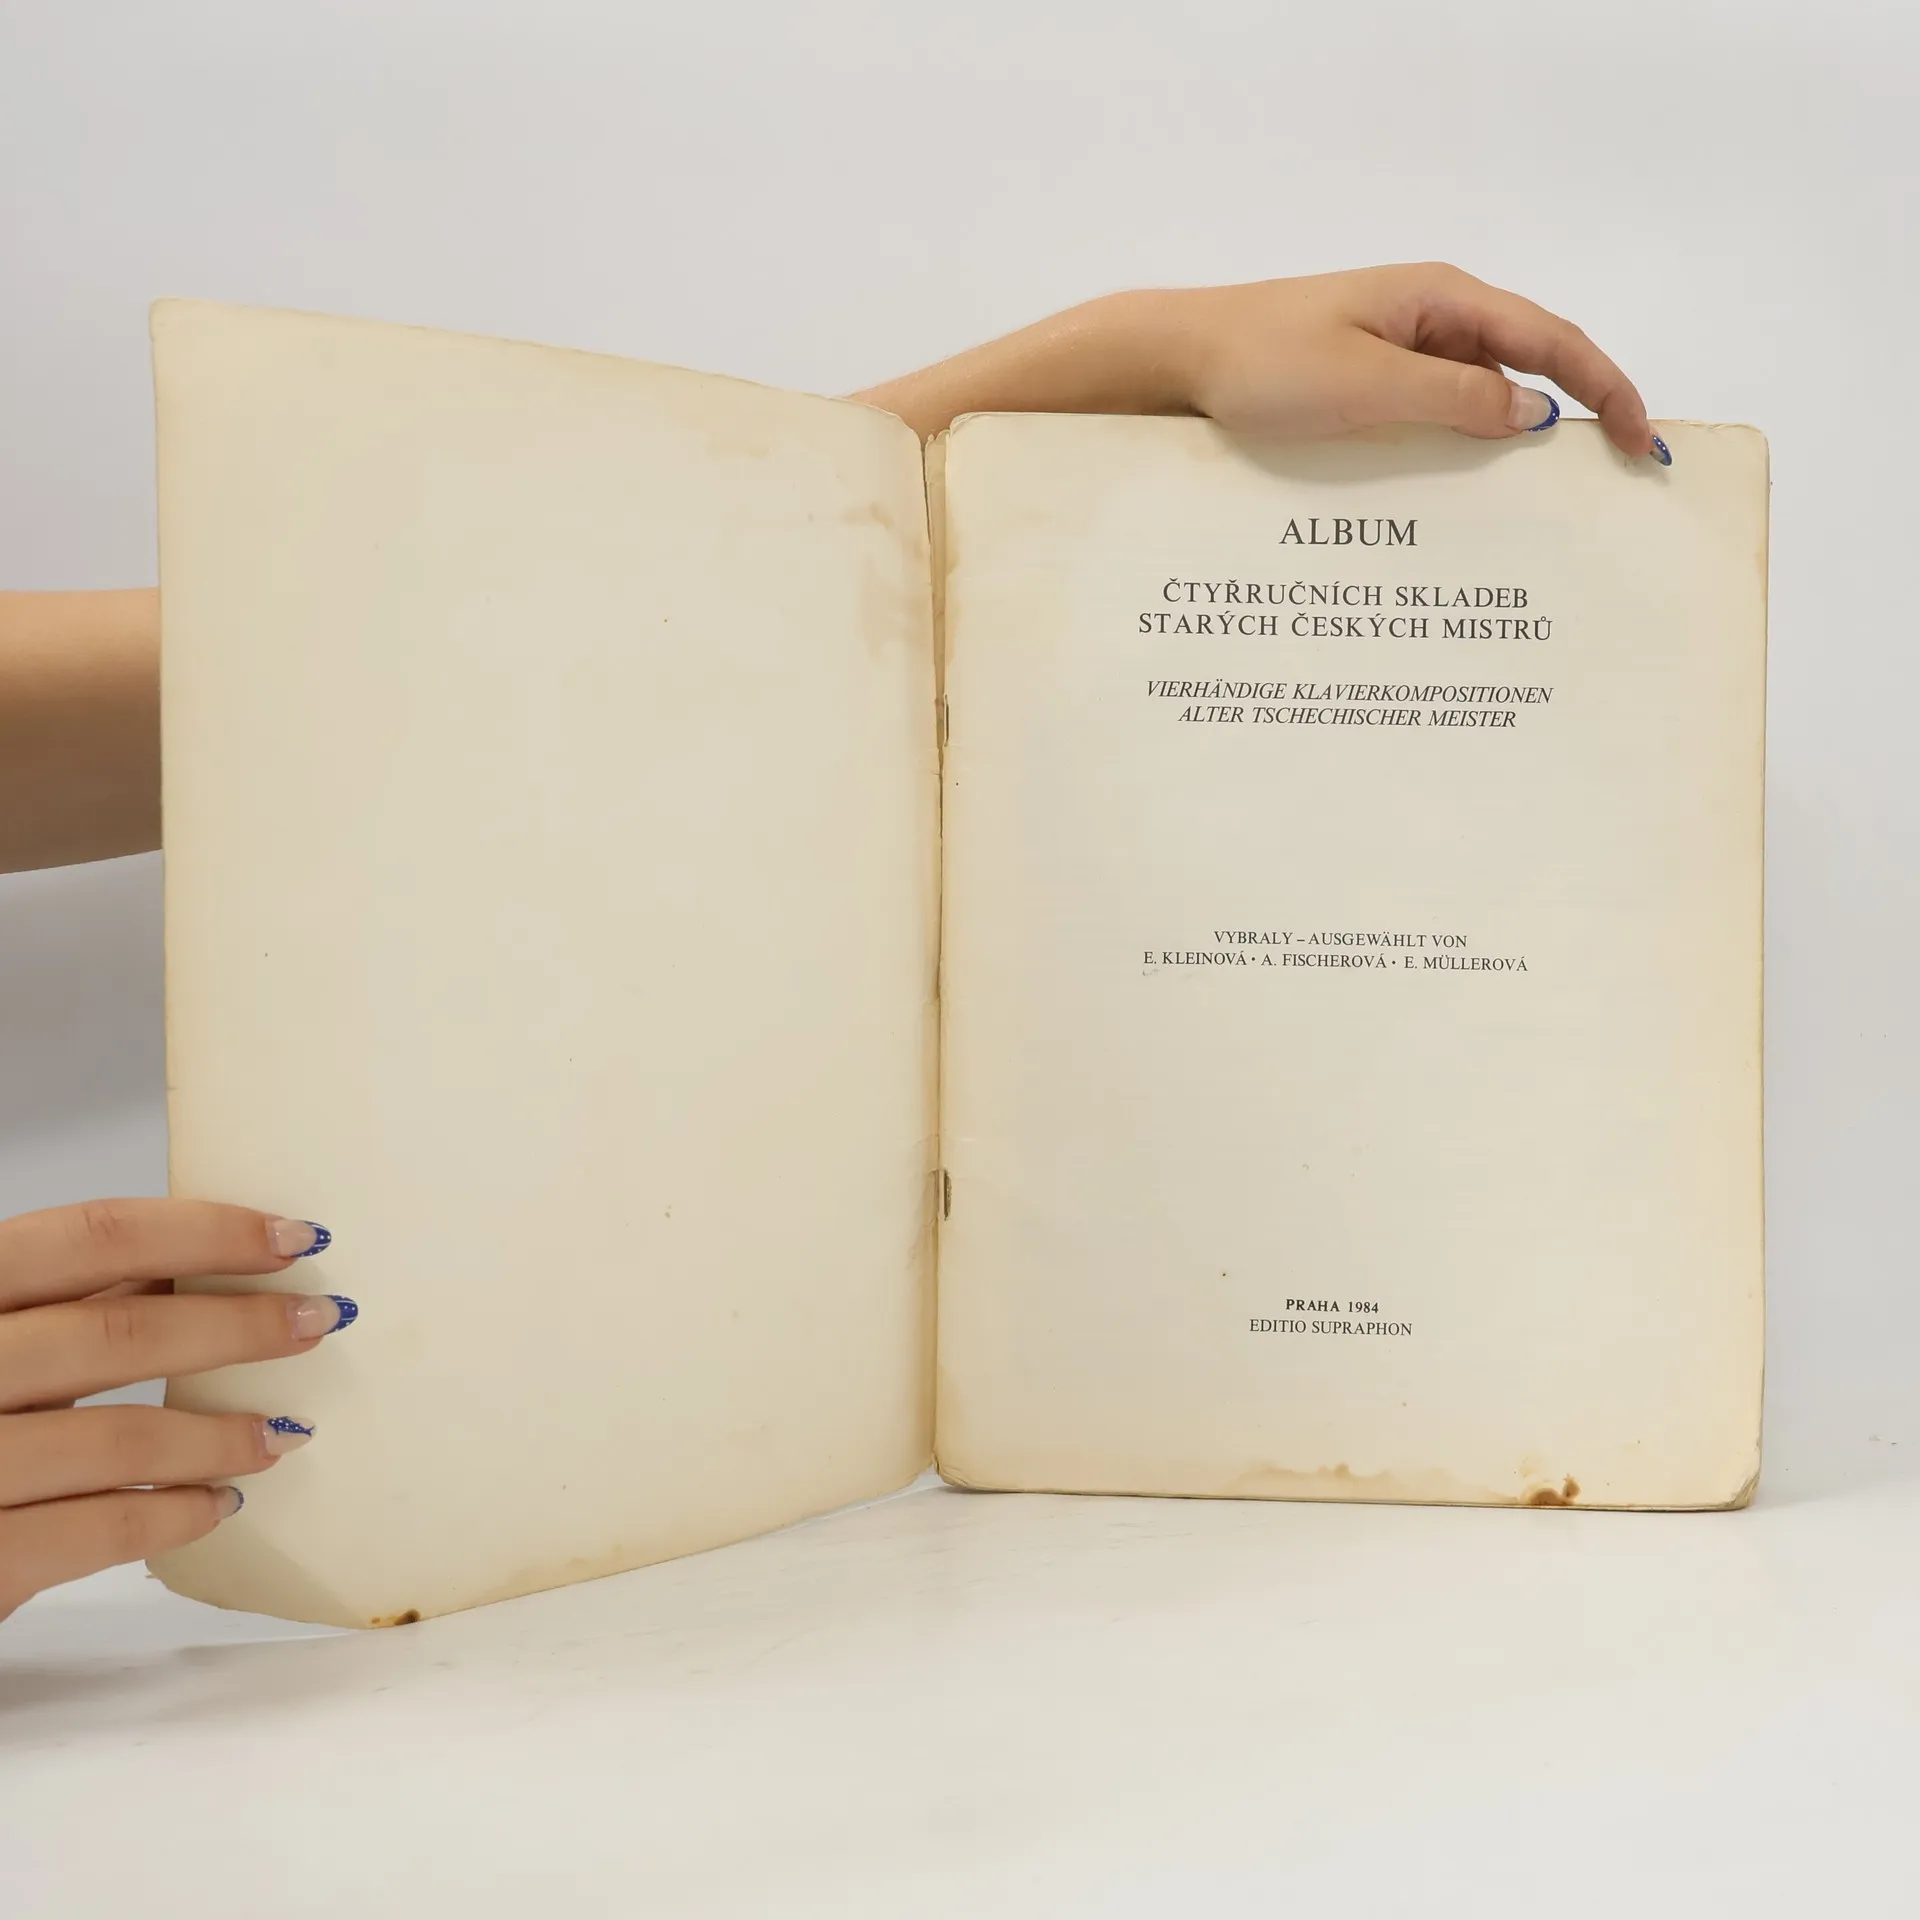 ALBUM
ČTYŘRUČNÍCH SKLADEB
STARÝCH ČESKÝCH MISTRŮ
VIERHÄNDIGE KLAVIERKOMPOSITIONEN
ALTER TSCHECHISCHER MEISTER
VYBRALY – AUSGEWÄHLT VON
E. KLEINOVÁ • A. FISCHEROVÁ • E. MÜLLEROVÁ
PRAHA 1984
EDITIO SUPRAPHON